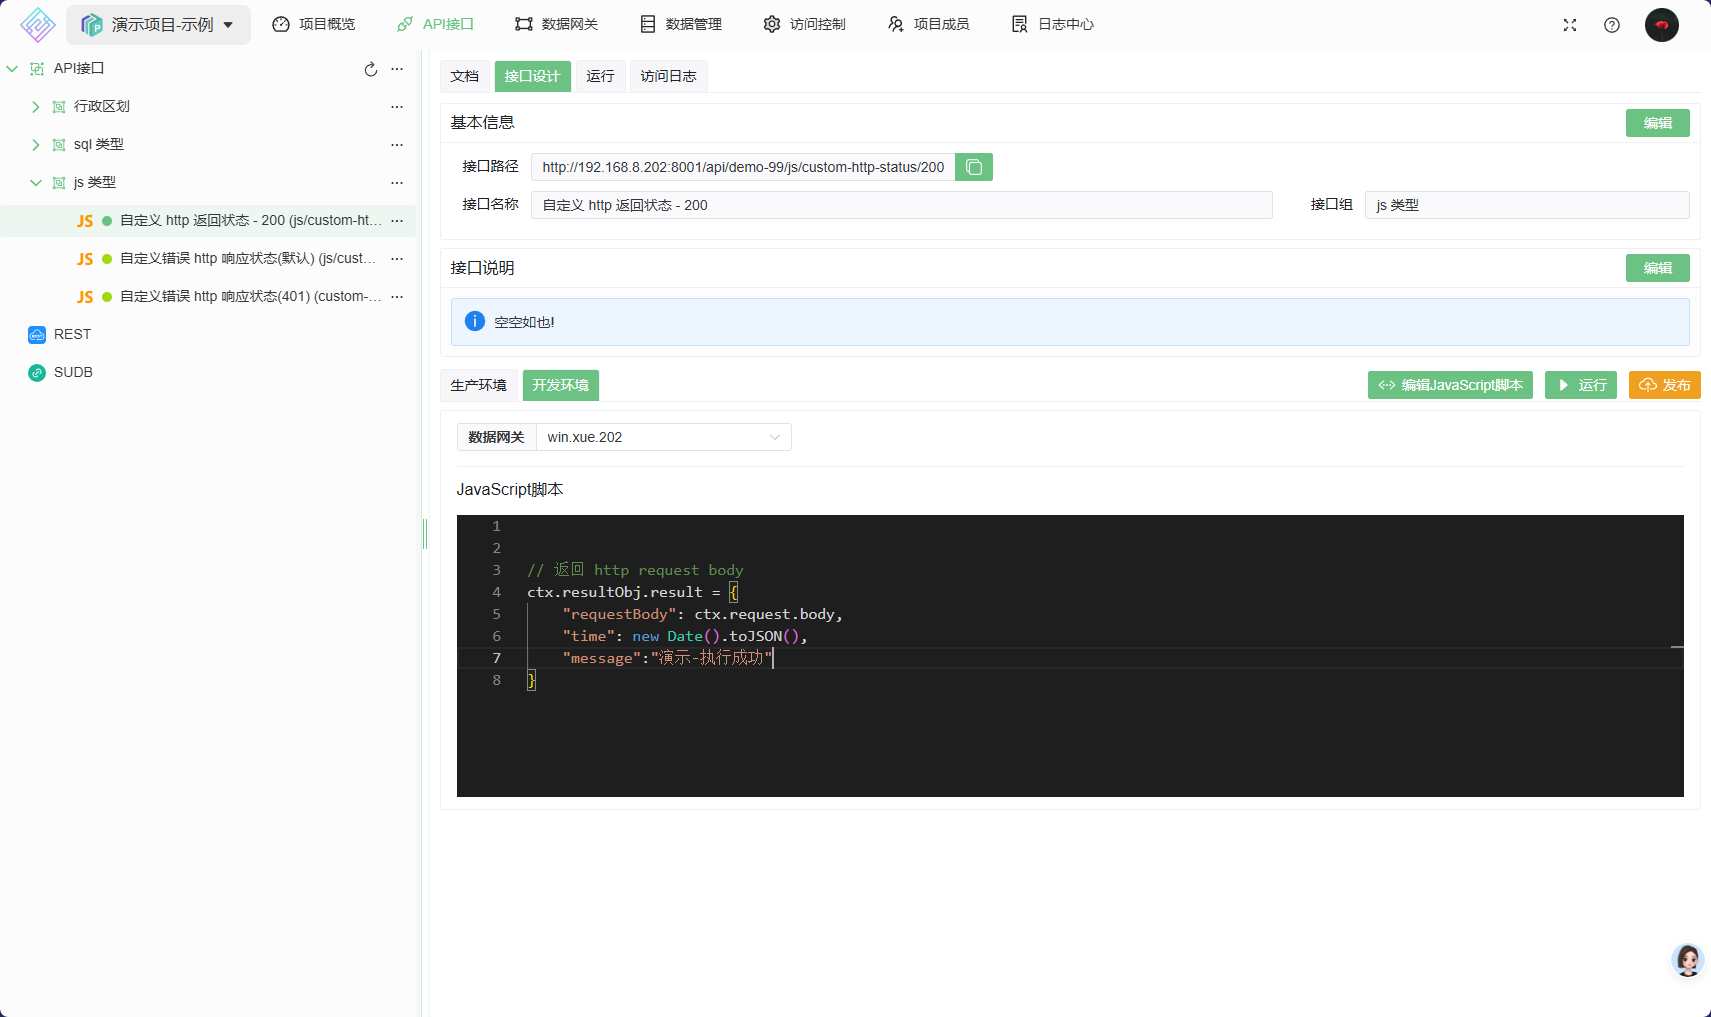 演示项目-示例
项目概览
API接口
数据网关
数据管理
访问控制
项目成员
日志中心
API接口
行政区划
sql 类型
js 类型
JS 自定义 http 返回状态 - 200 (js/custom-ht...
JS 自定义错误 http 响应状态(默认) (js/cust...
JS 自定义错误 http 响应状态(401) (custom-...
REST
SUDB
文档
接口设计
运行
访问日志
基本信息
编辑
接口路径
http://192.168.8.202:8001/api/demo-99/js/custom-http-status/200
接口名称
自定义 http 返回状态 - 200
接口组
js 类型
接口说明
编辑
空空如也!
生产环境
开发环境
编辑JavaScript脚本
运行
发布
数据网关
win.xue.202
JavaScript脚本
1
2
3 // 返回 http request body
4 ctx.resultObj.result = {
5 "requestBody": ctx.request.body,
6 "time": new Date().toJSON(),
7 "message":"演示-执行成功"
8 }